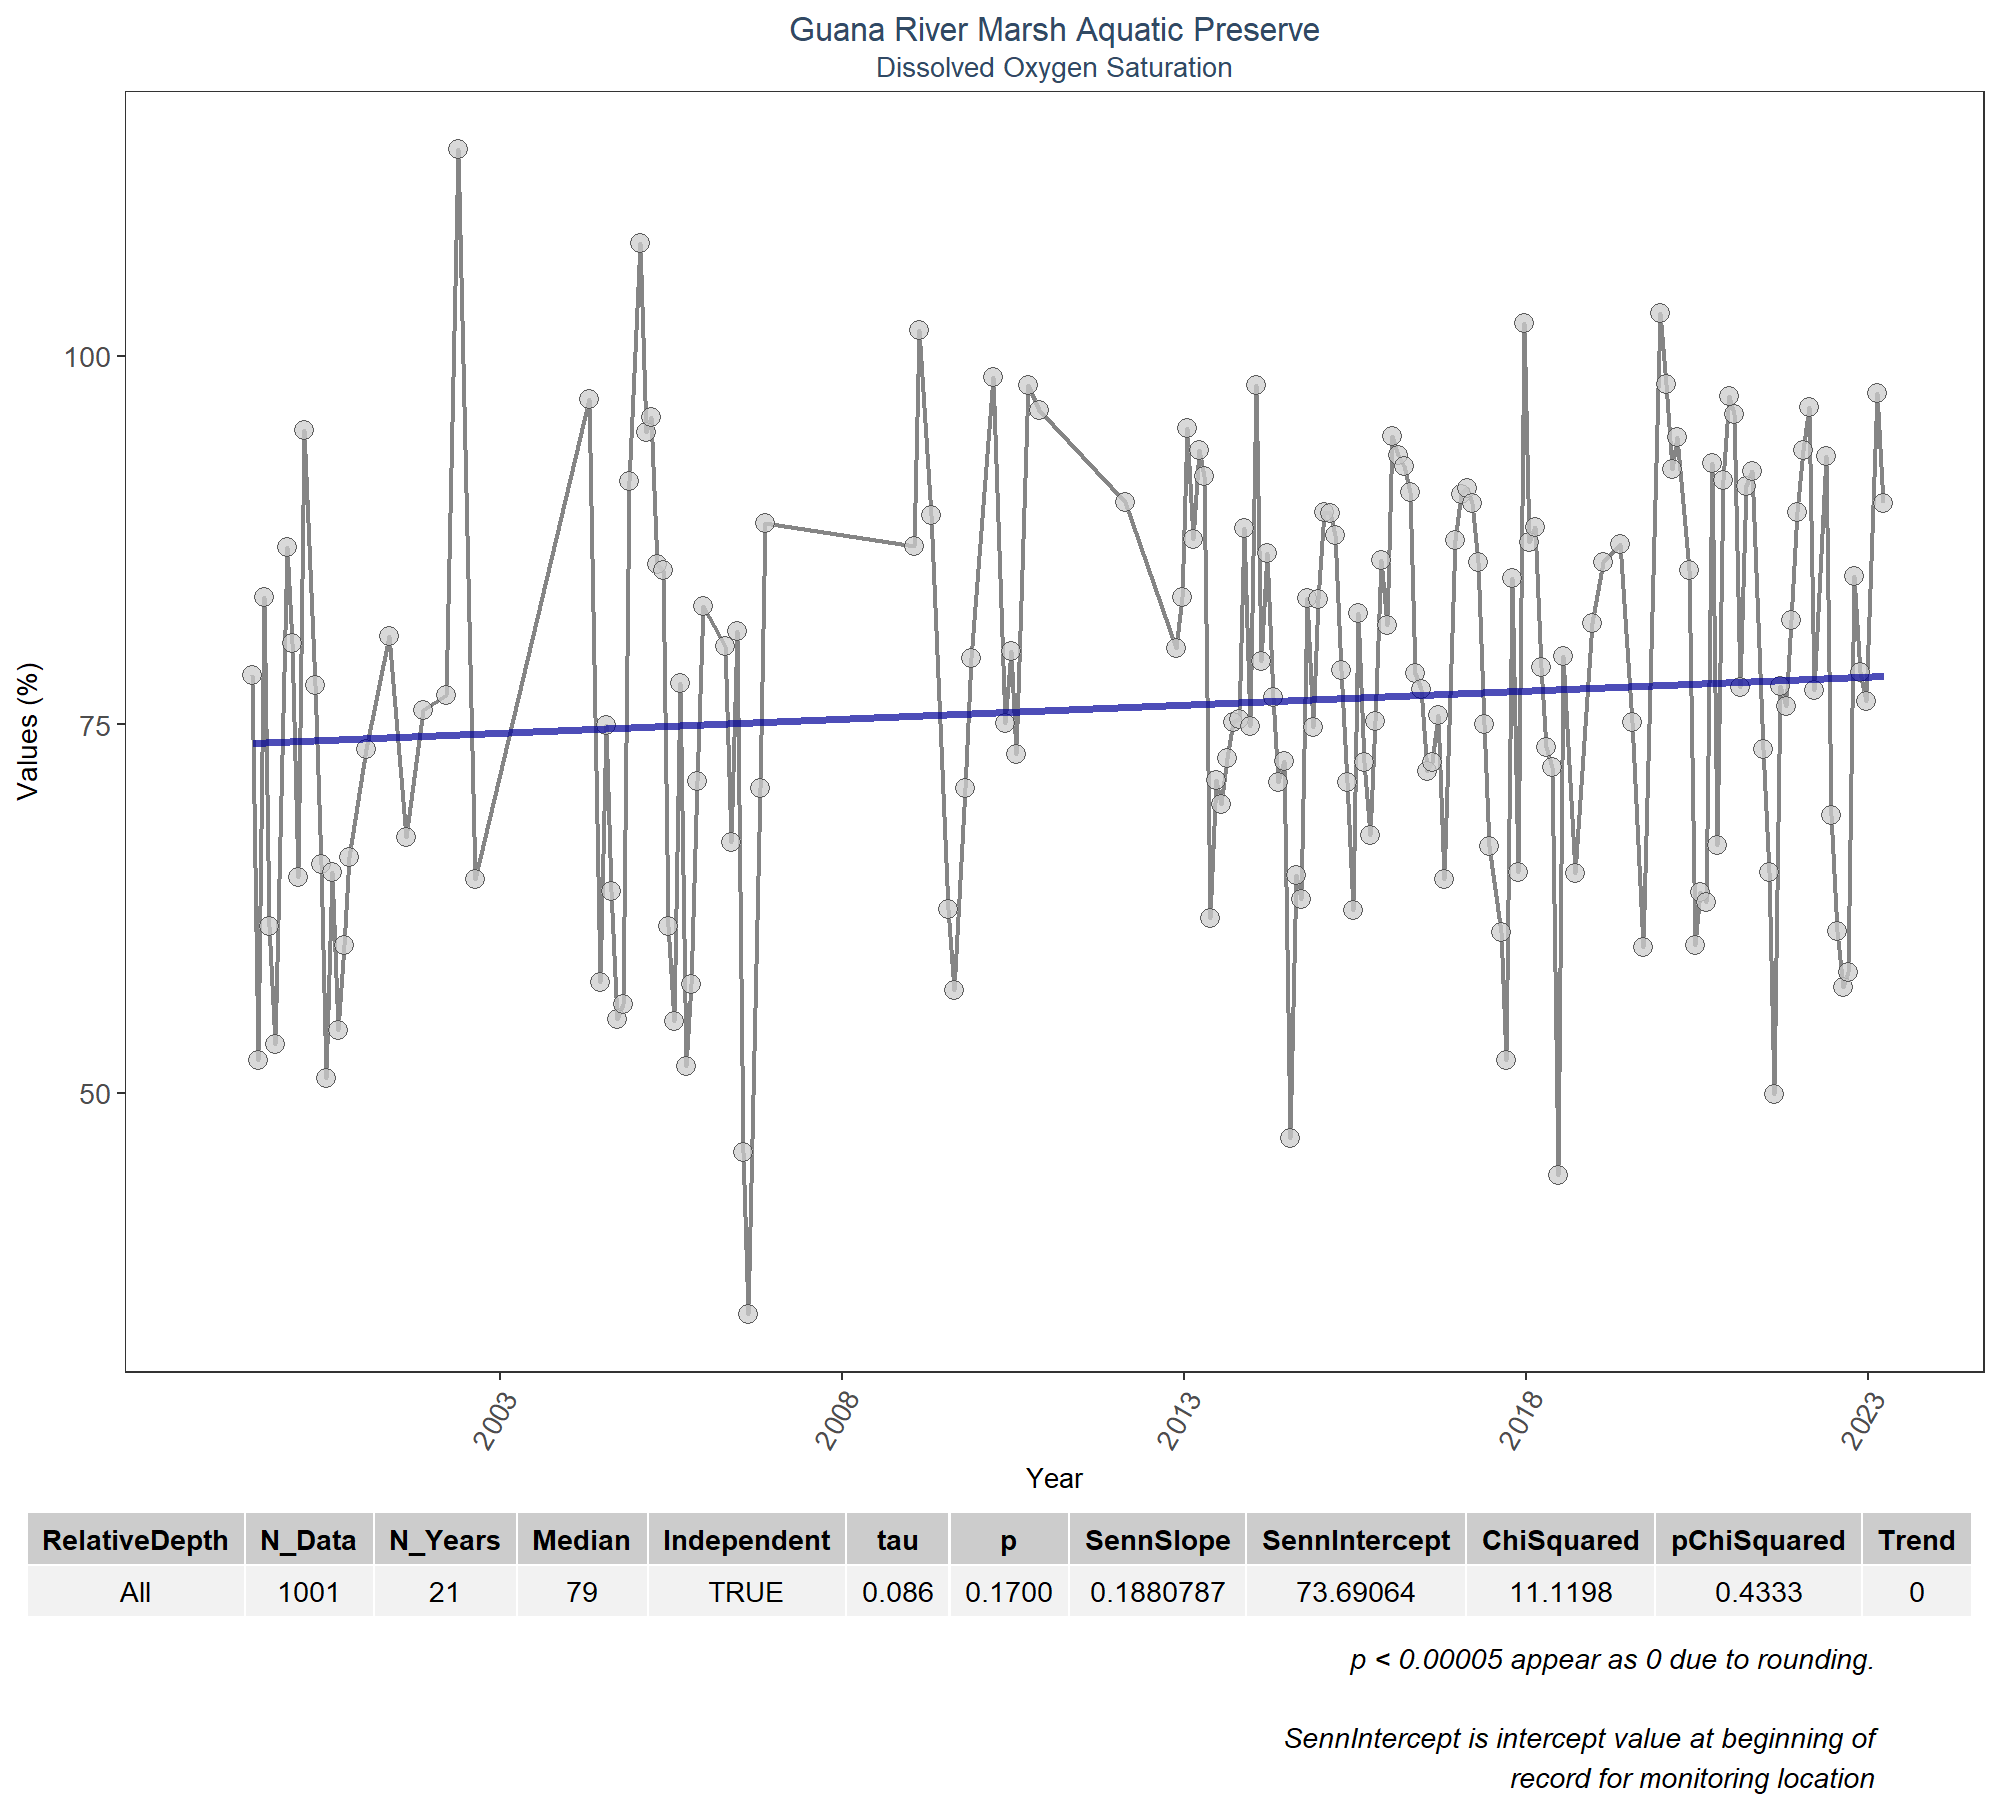 Guana River Marsh Aquatic Preserve
Dissolved Oxygen Saturation
Values (%)
100
75
50
2003 2008 2013 2018 2023
Year
RelativeDepth N_Data N_Years Median Independent tau p SennSlope SennIntercept ChiSquared pChiSquared Trend
All 1001 21 79 TRUE 0.086 0.1700 0.1880787 73.69064 11.1198 0.4333 0
p < 0.00005 appear as 0 due to rounding.
SennIntercept is intercept value at beginning of
record for monitoring location